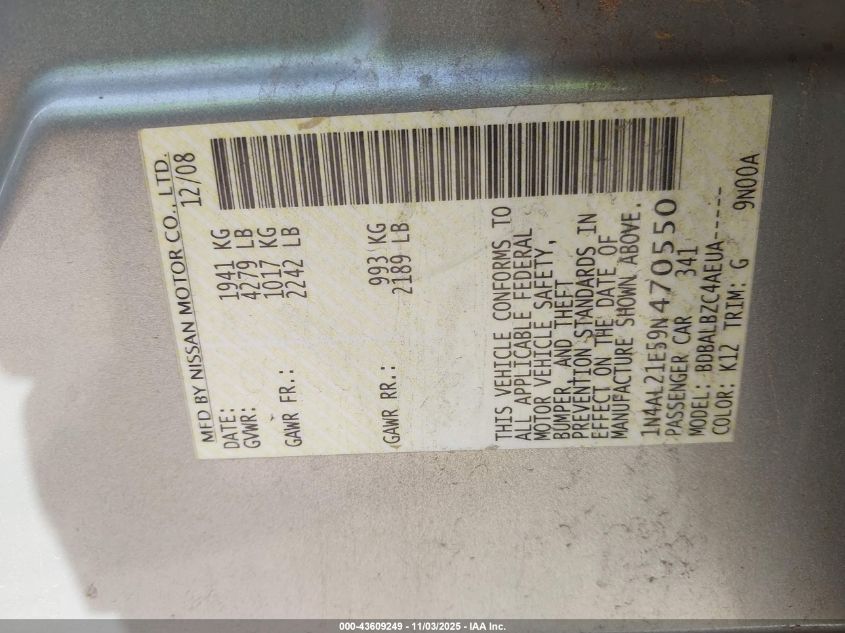 MFD BY NISSAN MOTOR CO., LTD.
DATE: 12/08
GVWR: 1941 KG
4279 LB
GAWR FR.: 1017 KG
2242 LB
GAWR RR.: 993 KG
2189 LB
THIS VEHICLE CONFORMS TO
ALL APPLICABLE FEDERAL
MOTOR VEHICLE SAFETY,
BUMPER, AND THEFT
PREVENTION STANDARDS IN
EFFECT ON THE DATE OF
MANUFACTURE SHOWN ABOVE.
1N4AL21E59N470550
PASSENGER CAR 341
MODEL: BDBALBZC4AEUA-----
COLOR: K12 TRIM: G 9N00A
000-43609249 - 11/03/2025 - IAA Inc.